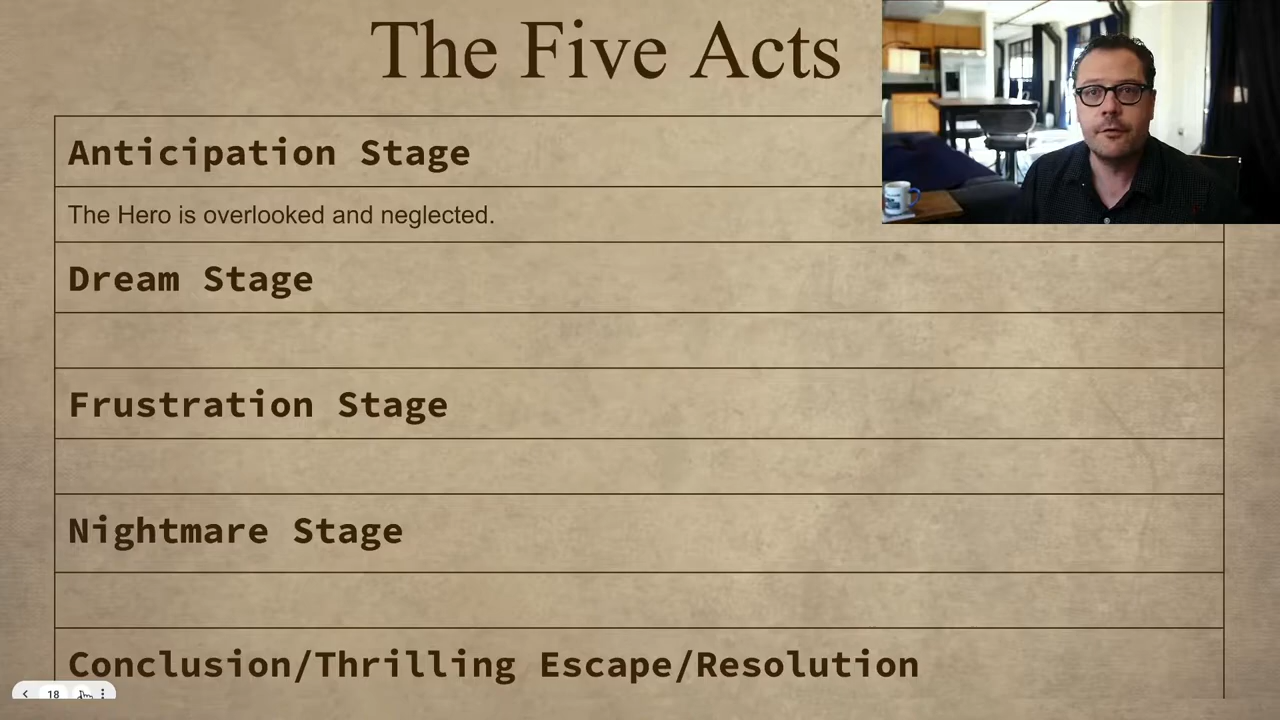 The Five Acts
Anticipation Stage
The Hero is overlooked and neglected.
Dream Stage
Frustration Stage
Nightmare Stage
Conclusion/Thrilling Escape/Resolution
18